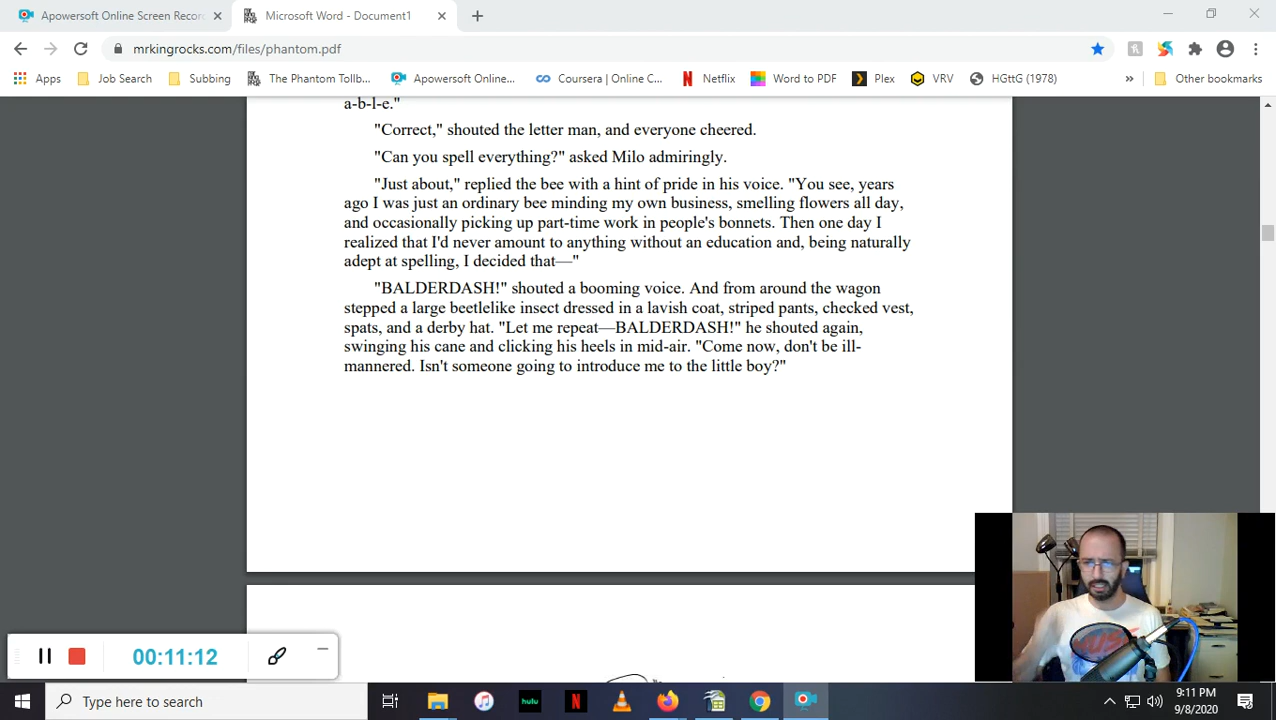 Apowersoft Online Screen Recor
Microsoft Word - Document1
mrkingrocks.com/files/phantom.pdf
Apps
Job Search
Subbing
The Phantom Tollb...
Apowersoft Online...
Coursera | Online C...
Netflix
Word to PDF
Plex
VRV
HGttG (1978)
»
Other bookmarks
a-b-l-e."
"Correct," shouted the letter man, and everyone cheered.
"Can you spell everything?" asked Milo admiringly.
"Just about," replied the bee with a hint of pride in his voice. "You see, years
ago I was just an ordinary bee minding my own business, smelling flowers all day,
and occasionally picking up part-time work in people's bonnets. Then one day I
realized that I'd never amount to anything without an education and, being naturally
adept at spelling, I decided that—"
"BALDERDASH!" shouted a booming voice. And from around the wagon
stepped a large beetlelike insect dressed in a lavish coat, striped pants, checked vest,
spats, and a derby hat. "Let me repeat—BALDERDASH!" he shouted again,
swinging his cane and clicking his heels in mid-air. "Come now, don't be ill-
mannered. Isn't someone going to introduce me to the little boy?"
00:11:12
Type here to search
hulu
9:11 PM
9/8/2020